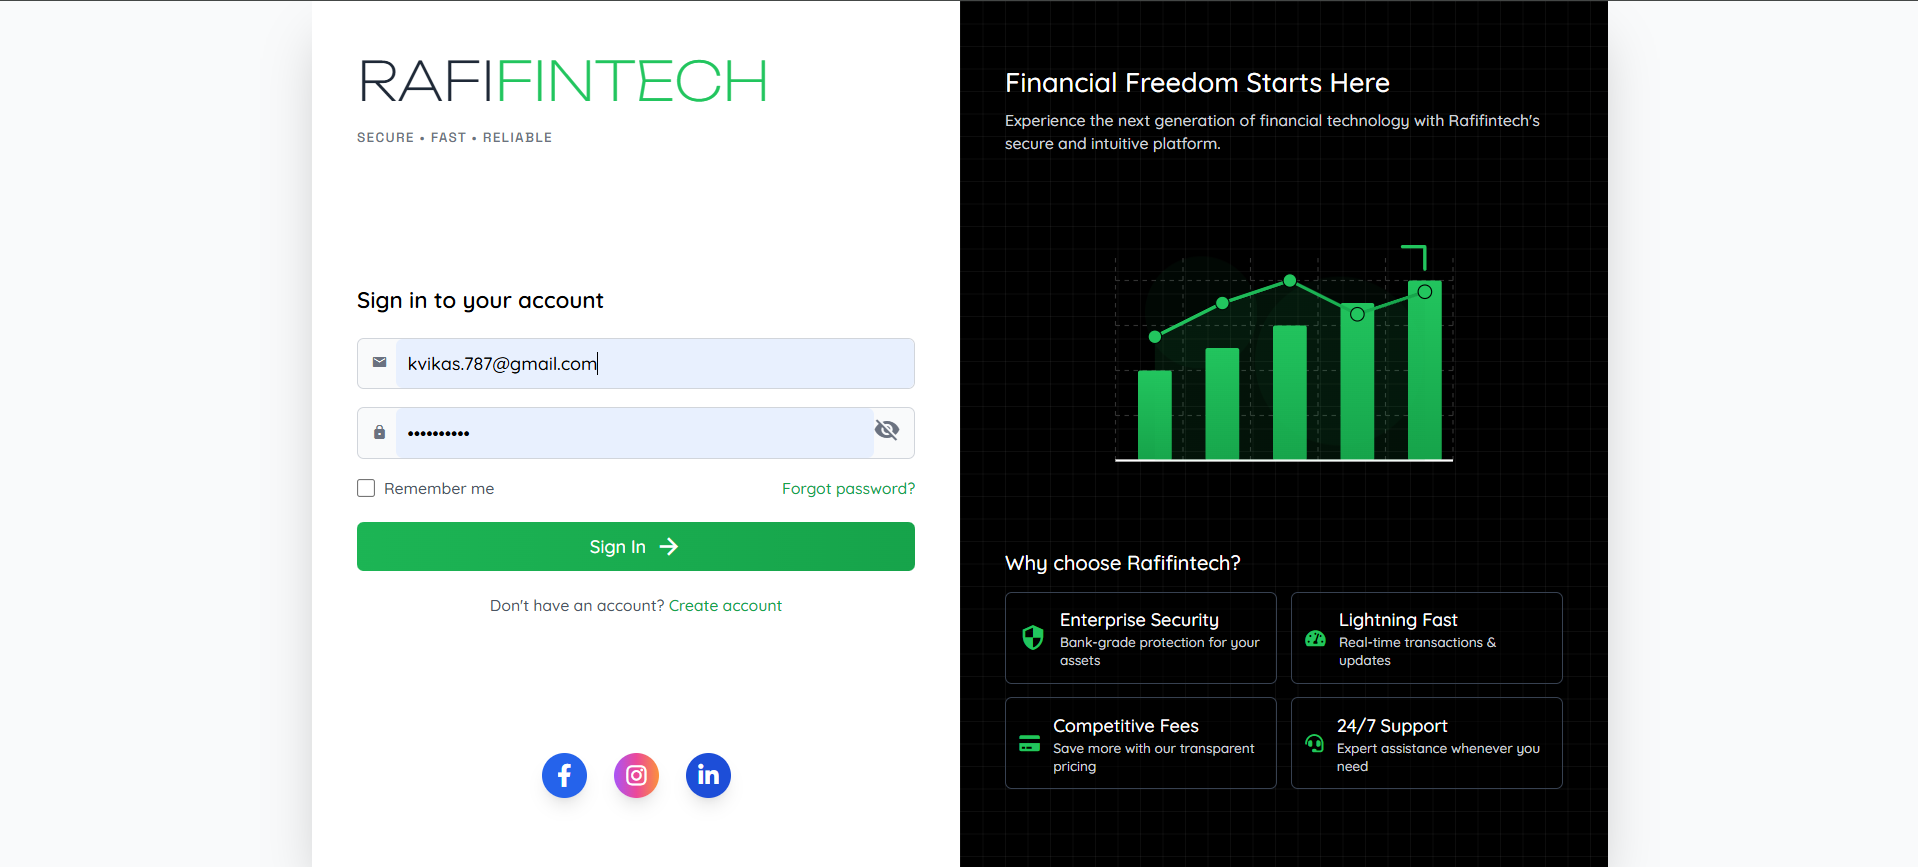 RAFIFINTECH
SECURE • FAST • RELIABLE
Sign in to your account
kvikas.787@gmail.com
••••••••••
Remember me
Forgot password?
Sign In
Don't have an account? Create account
Financial Freedom Starts Here
Experience the next generation of financial technology with Rafifintech's
secure and intuitive platform.
Why choose Rafifintech?
Enterprise Security
Bank-grade protection for your
assets
Lightning Fast
Real-time transactions &
updates
Competitive Fees
Save more with our transparent
pricing
24/7 Support
Expert assistance whenever you
need